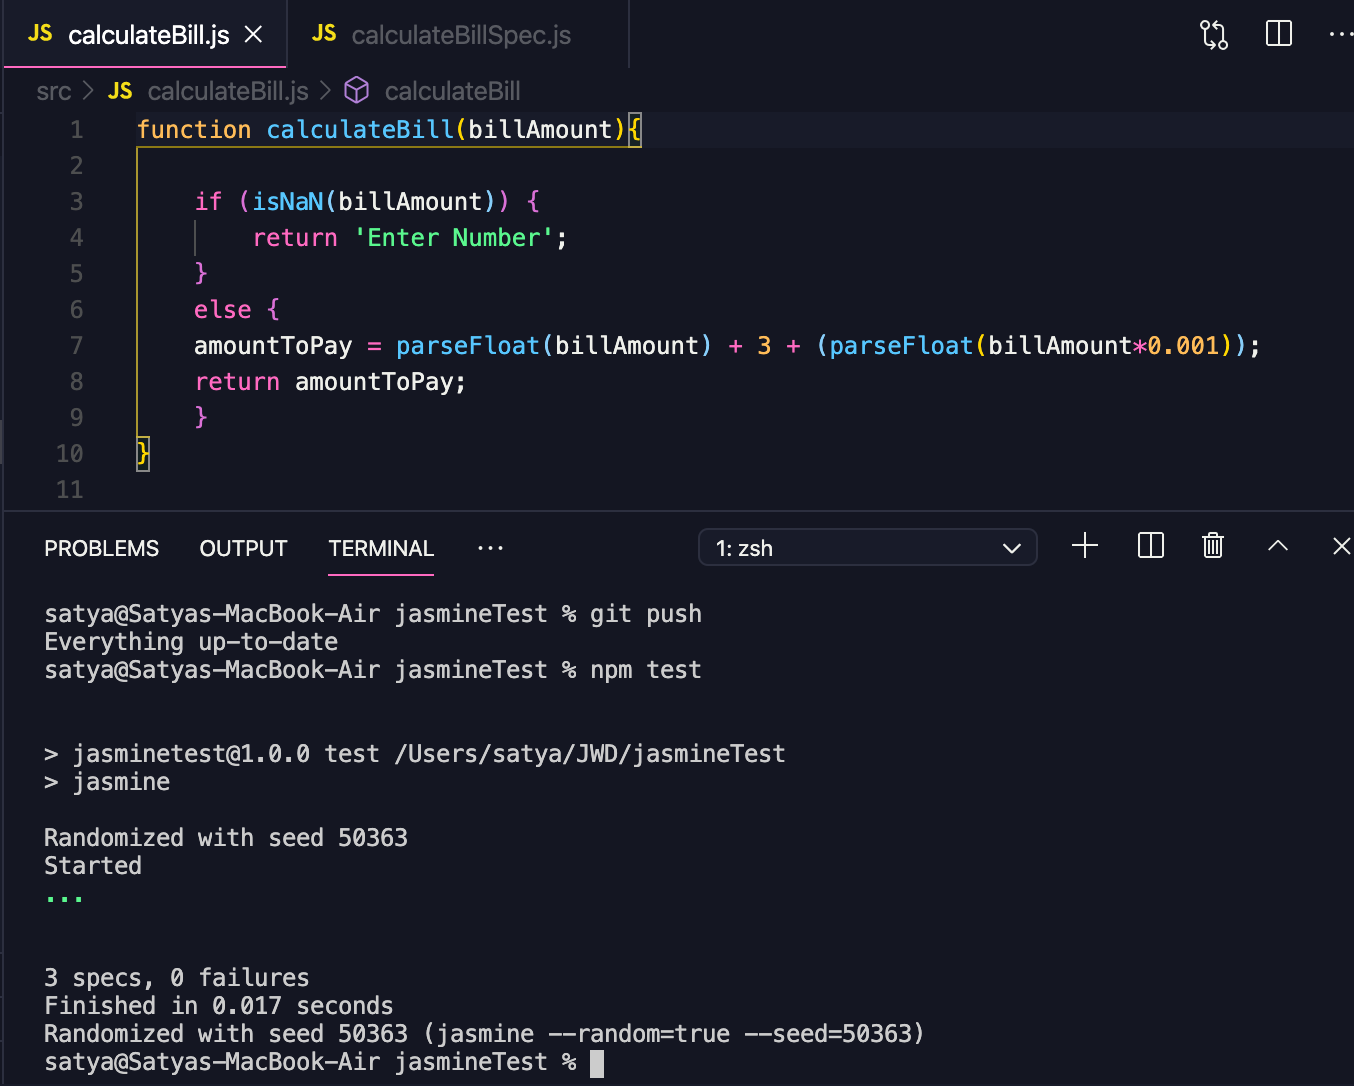 JS calculateBill.js JS calculateBillSpec.js
src > JS calculateBill.js > calculateBill
1 function calculateBill(billAmount){
2
3 if (isNaN(billAmount)) {
4 return 'Enter Number';
5 }
6 else {
7 amountToPay = parseFloat(billAmount) + 3 + (parseFloat(billAmount*0.001));
8 return amountToPay;
9 }
10 }
11
PROBLEMS OUTPUT TERMINAL ··· 1: zsh
satya@Satyas-MacBook-Air jasmineTest % git push
Everything up-to-date
satya@Satyas-MacBook-Air jasmineTest % npm test
> jasminetest@1.0.0 test /Users/satya/JWD/jasmineTest
> jasmine
Randomized with seed 50363
Started
...
3 specs, 0 failures
Finished in 0.017 seconds
Randomized with seed 50363 (jasmine --random=true --seed=50363)
satya@Satyas-MacBook-Air jasmineTest %